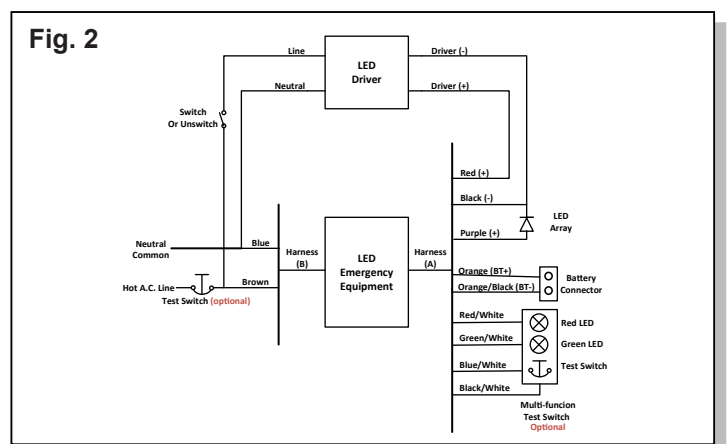 Fig. 2
Line
LED
Driver
Driver (-)
Neutral
Driver (+)
Switch
Or Unswitch
Red (+)
Black (-)
LED
Array
Purple (+)
Neutral
Common
Blue
Harness
(B)
LED
Emergency
Equipment
Harness
(A)
Orange (BT+)
Orange/Black (BT-)
Battery
Connector
Hot A.C. Line
Test Switch (optional)
Brown
Red/White
Red LED
Green/White
Green LED
Blue/White
Test Switch
Black/White
Multi-funcion
Test Switch
Optional